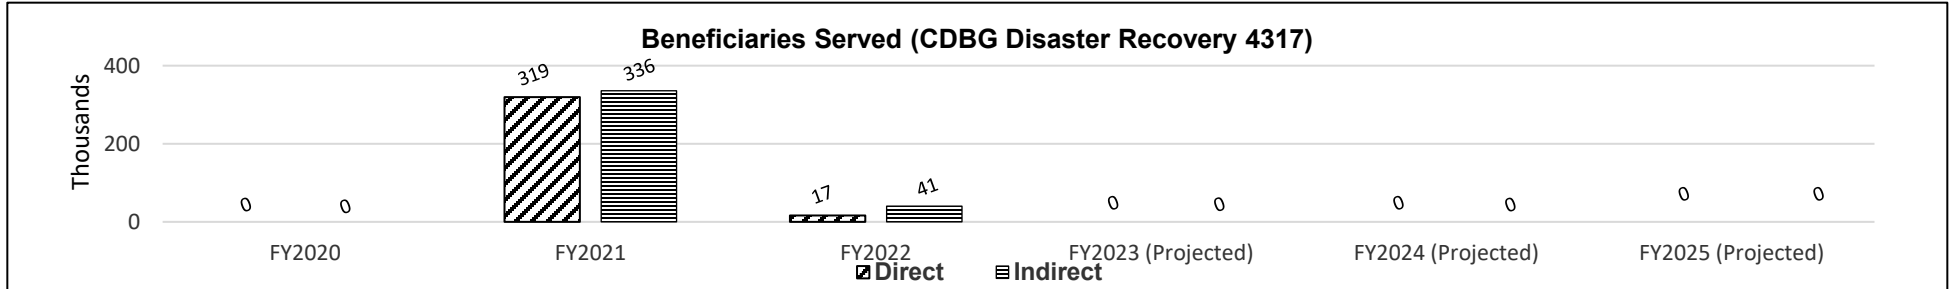 Beneficiaries Served (CDBG Disaster Recovery 4317)
Thousands
400
200
0
0 0 319 336 17 41 0 0 0 0 0 0
FY2020 FY2021 FY2022 FY2023 (Projected) FY2024 (Projected) FY2025 (Projected)
Direct Indirect